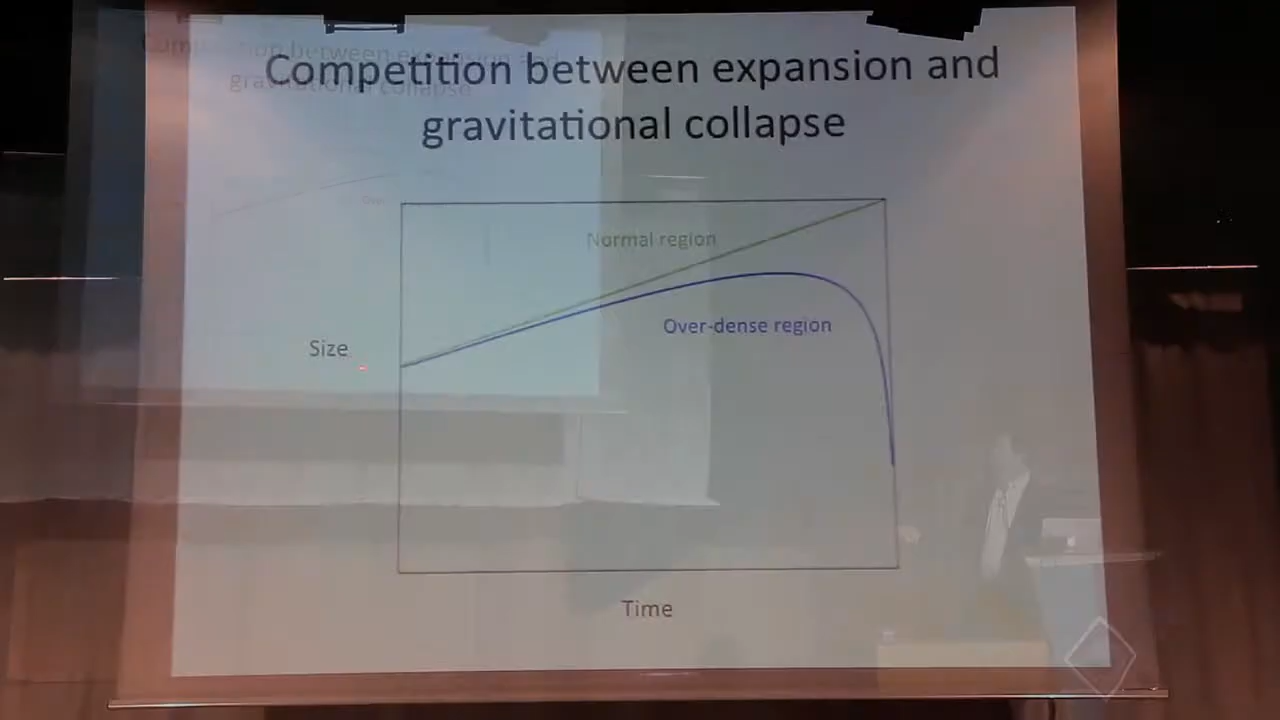 Competition between expansion and
gravitational collapse
Normal region
Over-dense region
Size
Time